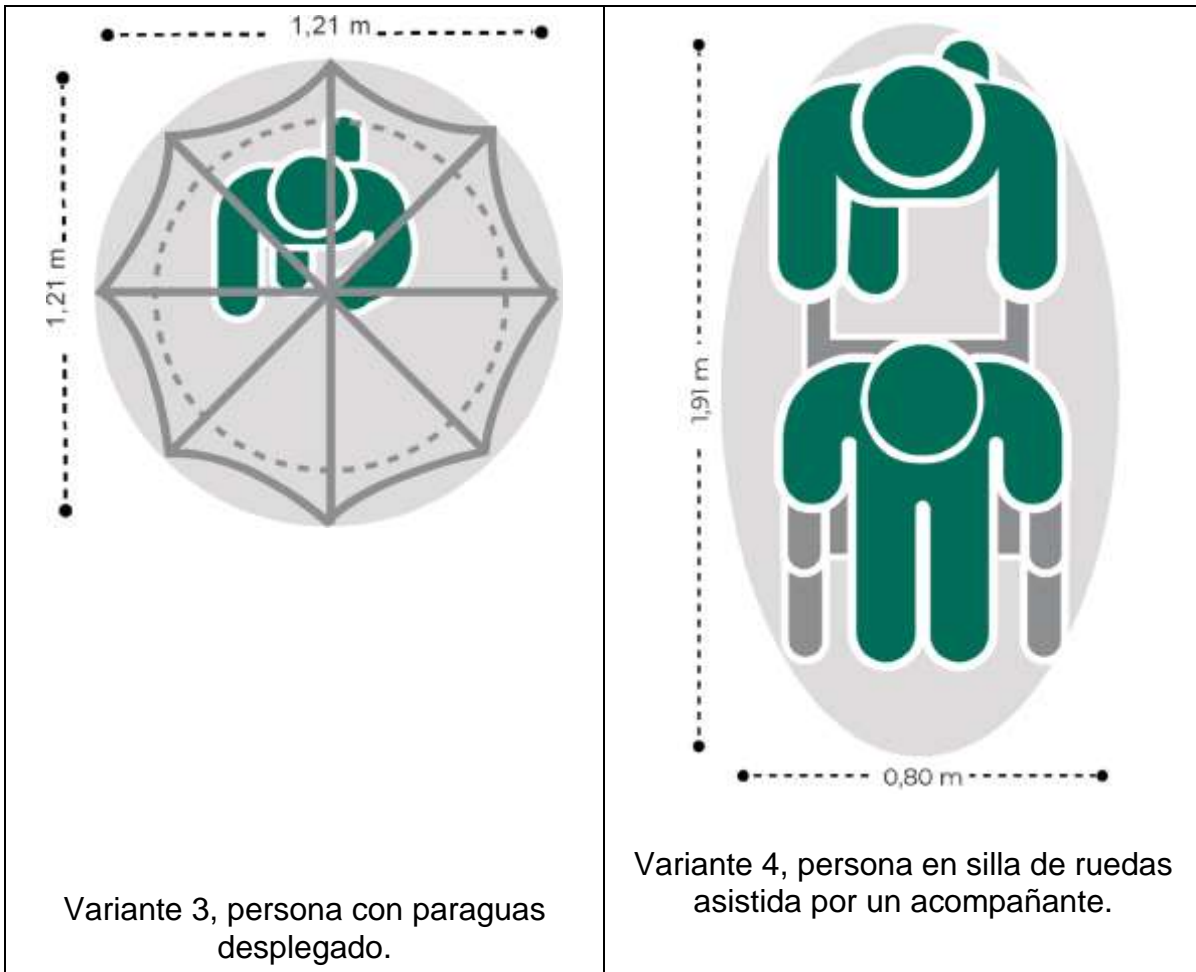 1,21 m
1,21 m
Variante 3, persona con paraguas
desplegado.
1,91 m
0,80 m
Variante 4, persona en silla de ruedas
asistida por un acompañante.